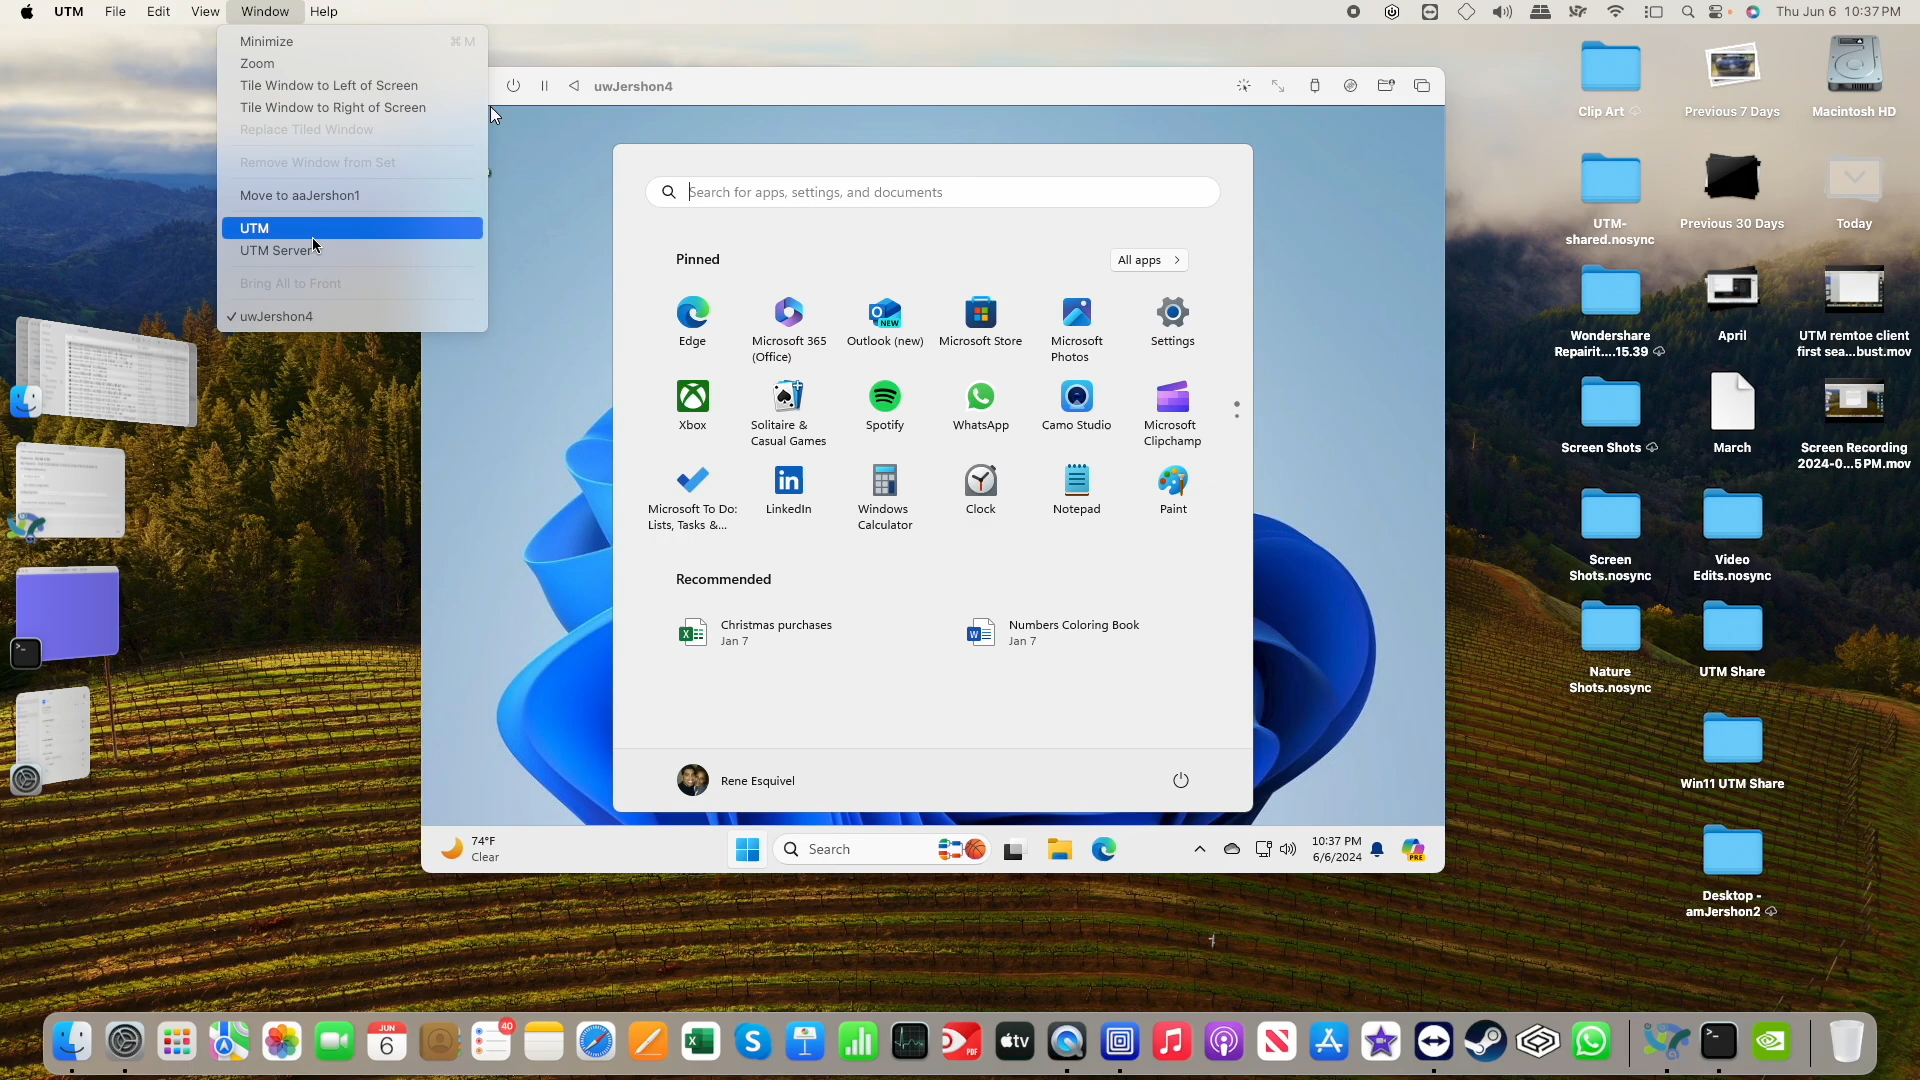 UTM File Edit View Window Help
Thu Jun 6 10:37 PM
Minimize ⌘ M
Zoom
Tile Window to Left of Screen
Tile Window to Right of Screen
Replace Tiled Window
Remove Window from Set
Move to aaJershon1
UTM
UTM Server
Bring All to Front
✓ uwJershon4
uwJershon4
Search for apps, settings, and documents
Pinned
All apps >
Edge
Microsoft 365
(Office)
NEW
Outlook (new)
Microsoft Store
Microsoft
Photos
Settings
Xbox
Solitaire &
Casual Games
Spotify
WhatsApp
Camo Studio
Microsoft
Clipchamp
Microsoft To Do:
Lists, Tasks &...
LinkedIn
Windows
Calculator
Clock
Notepad
Paint
Recommended
Christmas purchases
Jan 7
Numbers Coloring Book
Jan 7
Rene Esquivel
74°F
Clear
Search
10:37 PM
6/6/2024
PRE
Clip Art
Previous 7 Days
Macintosh HD
UTM-
shared.nosync
Previous 30 Days
Today
Wondershare
Repairit....15.39
April
UTM remtoe client
first sea...bust.mov
Screen Shots
March
Screen Recording
2024-0...5 PM.mov
Screen
Shots.nosync
Video
Edits.nosync
Nature
Shots.nosync
UTM Share
Win11 UTM Share
Desktop -
amJershon2
JUN
6
40
PDF
tv